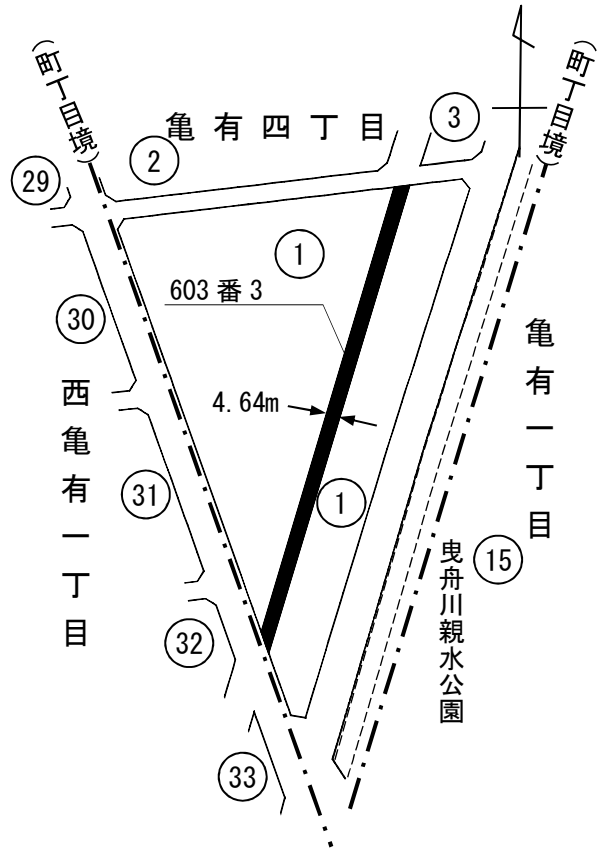 (町丁目境)
(町丁目境)
亀有四丁目
3
2
29
1
603番3
30
亀有一丁目
西亀有一丁目
4.64m
31
1
15
曳舟川親水公園
32
33